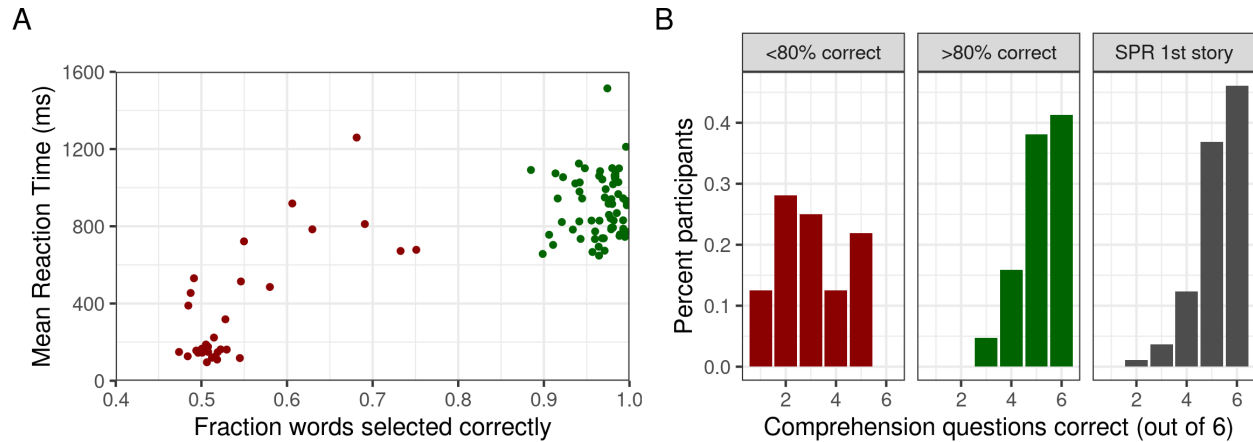 A
Mean Reaction Time (ms)
1600
1200
800
400
0
0.4 0.5 0.6 0.7 0.8 0.9 1.0
Fraction words selected correctly
B
<80% correct >80% correct SPR 1st story
Percent participants
0.4
0.3
0.2
0.1
0.0
2 4 6 2 4 6 2 4 6
Comprehension questions correct (out of 6)